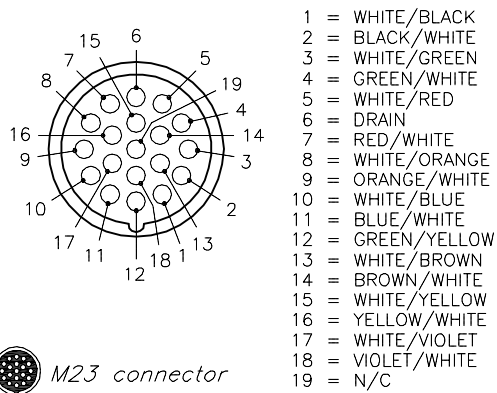 15
6
7
5
8
19
4
16
14
9
3
10
2
17
11
18
1
13
12
1 = WHITE/BLACK
2 = BLACK/WHITE
3 = WHITE/GREEN
4 = GREEN/WHITE
5 = WHITE/RED
6 = DRAIN
7 = RED/WHITE
8 = WHITE/ORANGE
9 = ORANGE/WHITE
10 = WHITE/BLUE
11 = BLUE/WHITE
12 = GREEN/YELLOW
13 = WHITE/BROWN
14 = BROWN/WHITE
15 = WHITE/YELLOW
16 = YELLOW/WHITE
17 = WHITE/VIOLET
18 = VIOLET/WHITE
19 = N/C
M23 connector